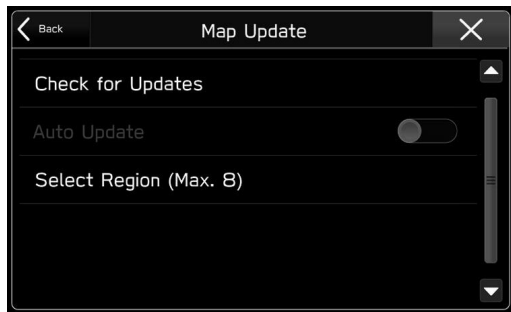 Back
Map Update
Check for Updates
Auto Update
Select Region (Max. 8)